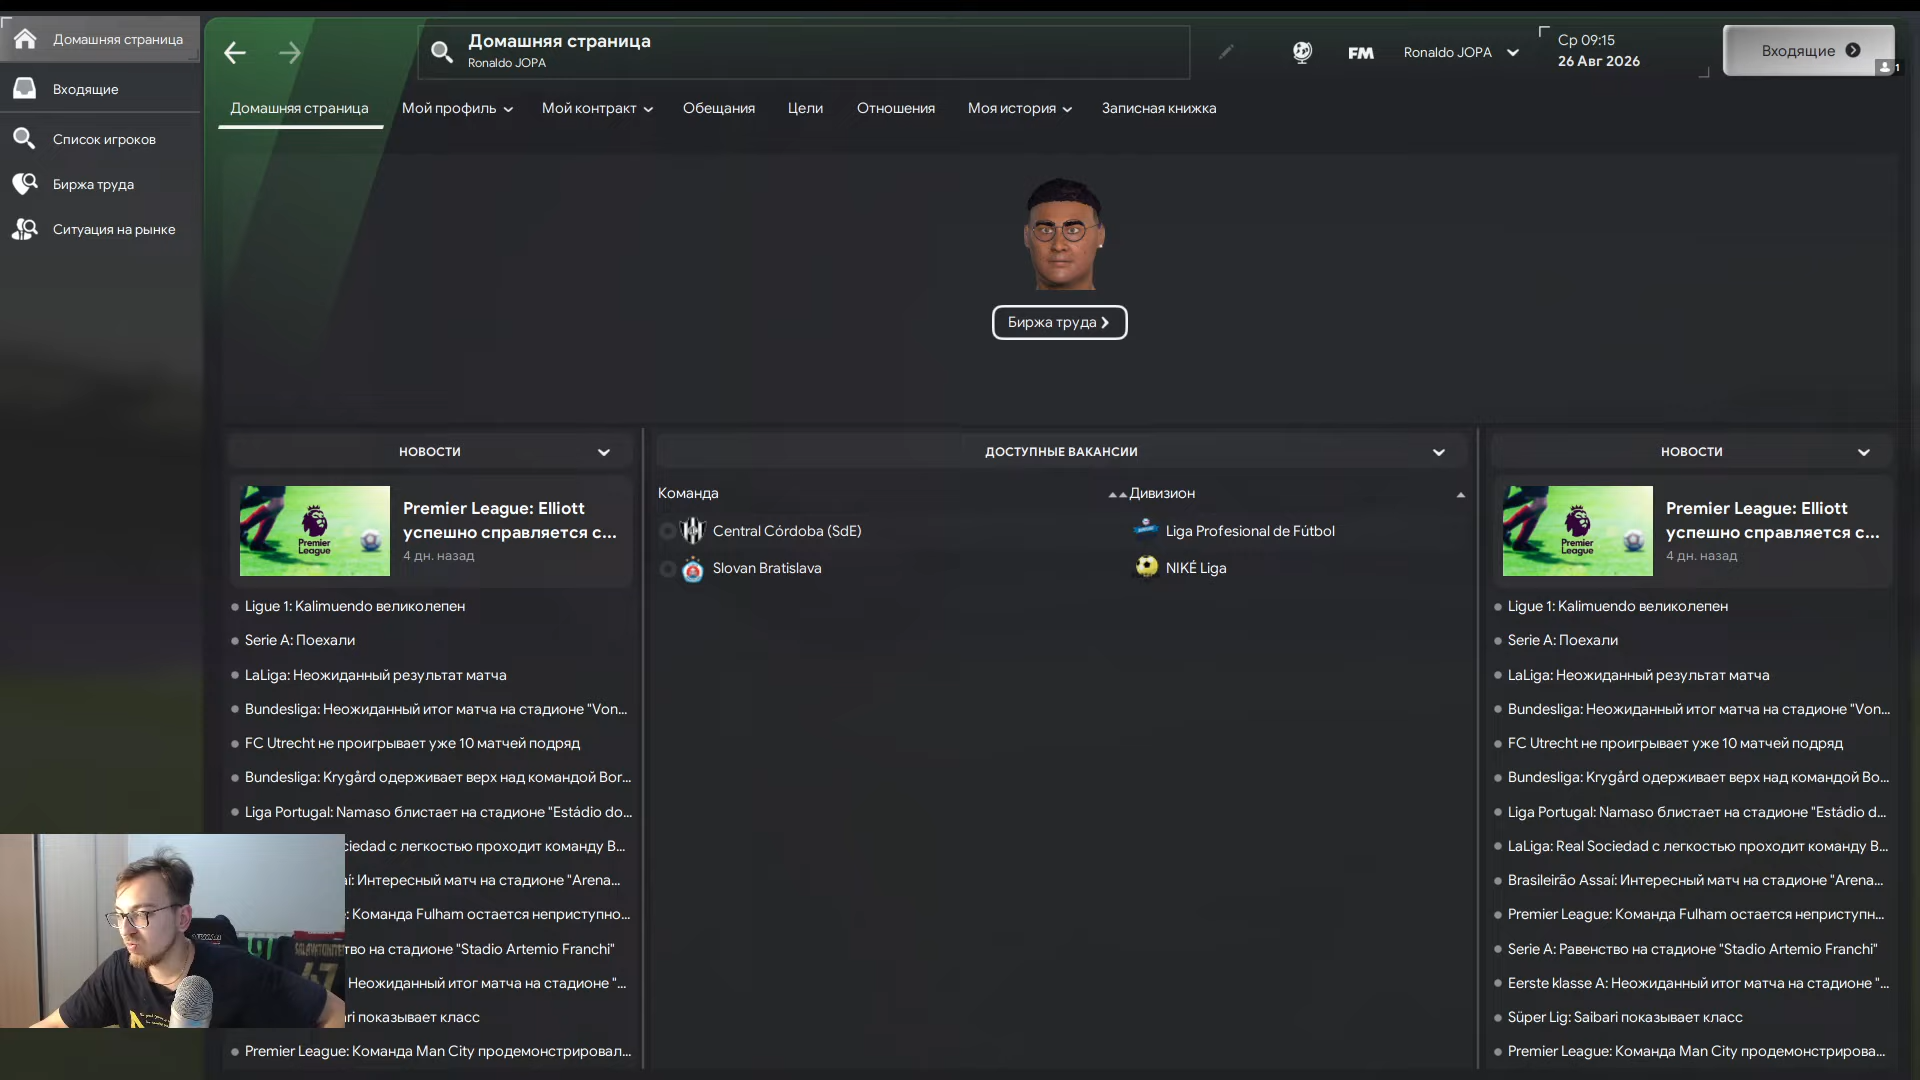 Домашняя страница
Входящие
Список игроков
Биржа труда
Ситуация на рынке
Домашняя страница
Ronaldo JOPA
FM
Ronaldo JOPA
Ср 09:15
26 Авг 2026
Входящие
1
Домашняя страница
Мой профиль
Мой контракт
Обещания
Цели
Отношения
Моя история
Записная книжка
Биржа труда
НОВОСТИ
Premier League
Premier League: Elliott
успешно справляется с...
4 дн. назад
Ligue 1: Kalimuendo великолепен
Serie A: Поехали
LaLiga: Неожиданный результат матча
Bundesliga: Неожиданный итог матча на стадионе "Von...
FC Utrecht не проигрывает уже 10 матчей подряд
Bundesliga: Krygård одерживает верх над командой Bor...
Liga Portugal: Namaso блистает на стадионе "Estádio do...
ciedad с легкостью проходит команду B...
: Интересный матч на стадионе "Arena...
: Команда Fulham остается неприступно...
тво на стадионе "Stadio Artemio Franchi"
Неожиданный итог матча на стадионе "...
ri показывает класс
Premier League: Команда Man City продемонстрировал...
ДОСТУПНЫЕ ВАКАНСИИ
Команда
Дивизион
Central Córdoba (SdE)
Liga Profesional de Fútbol
Slovan Bratislava
NIKÉ Liga
НОВОСТИ
Premier League
Premier League: Elliott
успешно справляется с...
4 дн. назад
Ligue 1: Kalimuendo великолепен
Serie A: Поехали
LaLiga: Неожиданный результат матча
Bundesliga: Неожиданный итог матча на стадионе "Von...
FC Utrecht не проигрывает уже 10 матчей подряд
Bundesliga: Krygård одерживает верх над командой Bo...
Liga Portugal: Namaso блистает на стадионе "Estádio d...
LaLiga: Real Sociedad с легкостью проходит команду B...
Brasileirão Assaí: Интересный матч на стадионе "Arena...
Premier League: Команда Fulham остается неприступн...
Serie A: Равенство на стадионе "Stadio Artemio Franchi"
Eerste klasse A: Неожиданный итог матча на стадионе "...
Süper Lig: Saibari показывает класс
Premier League: Команда Man City продемонстрирова...
47